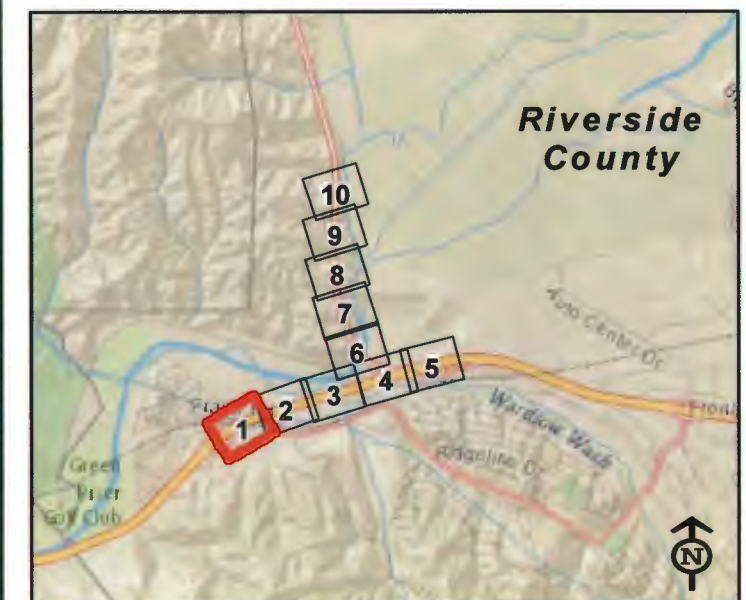 Riverside
County
10
9
8
7
6
5
4
3
2
1
Auto Center Dr
Wardlow Wash
Ridgeline Dr
Green
River
Golf Club
N